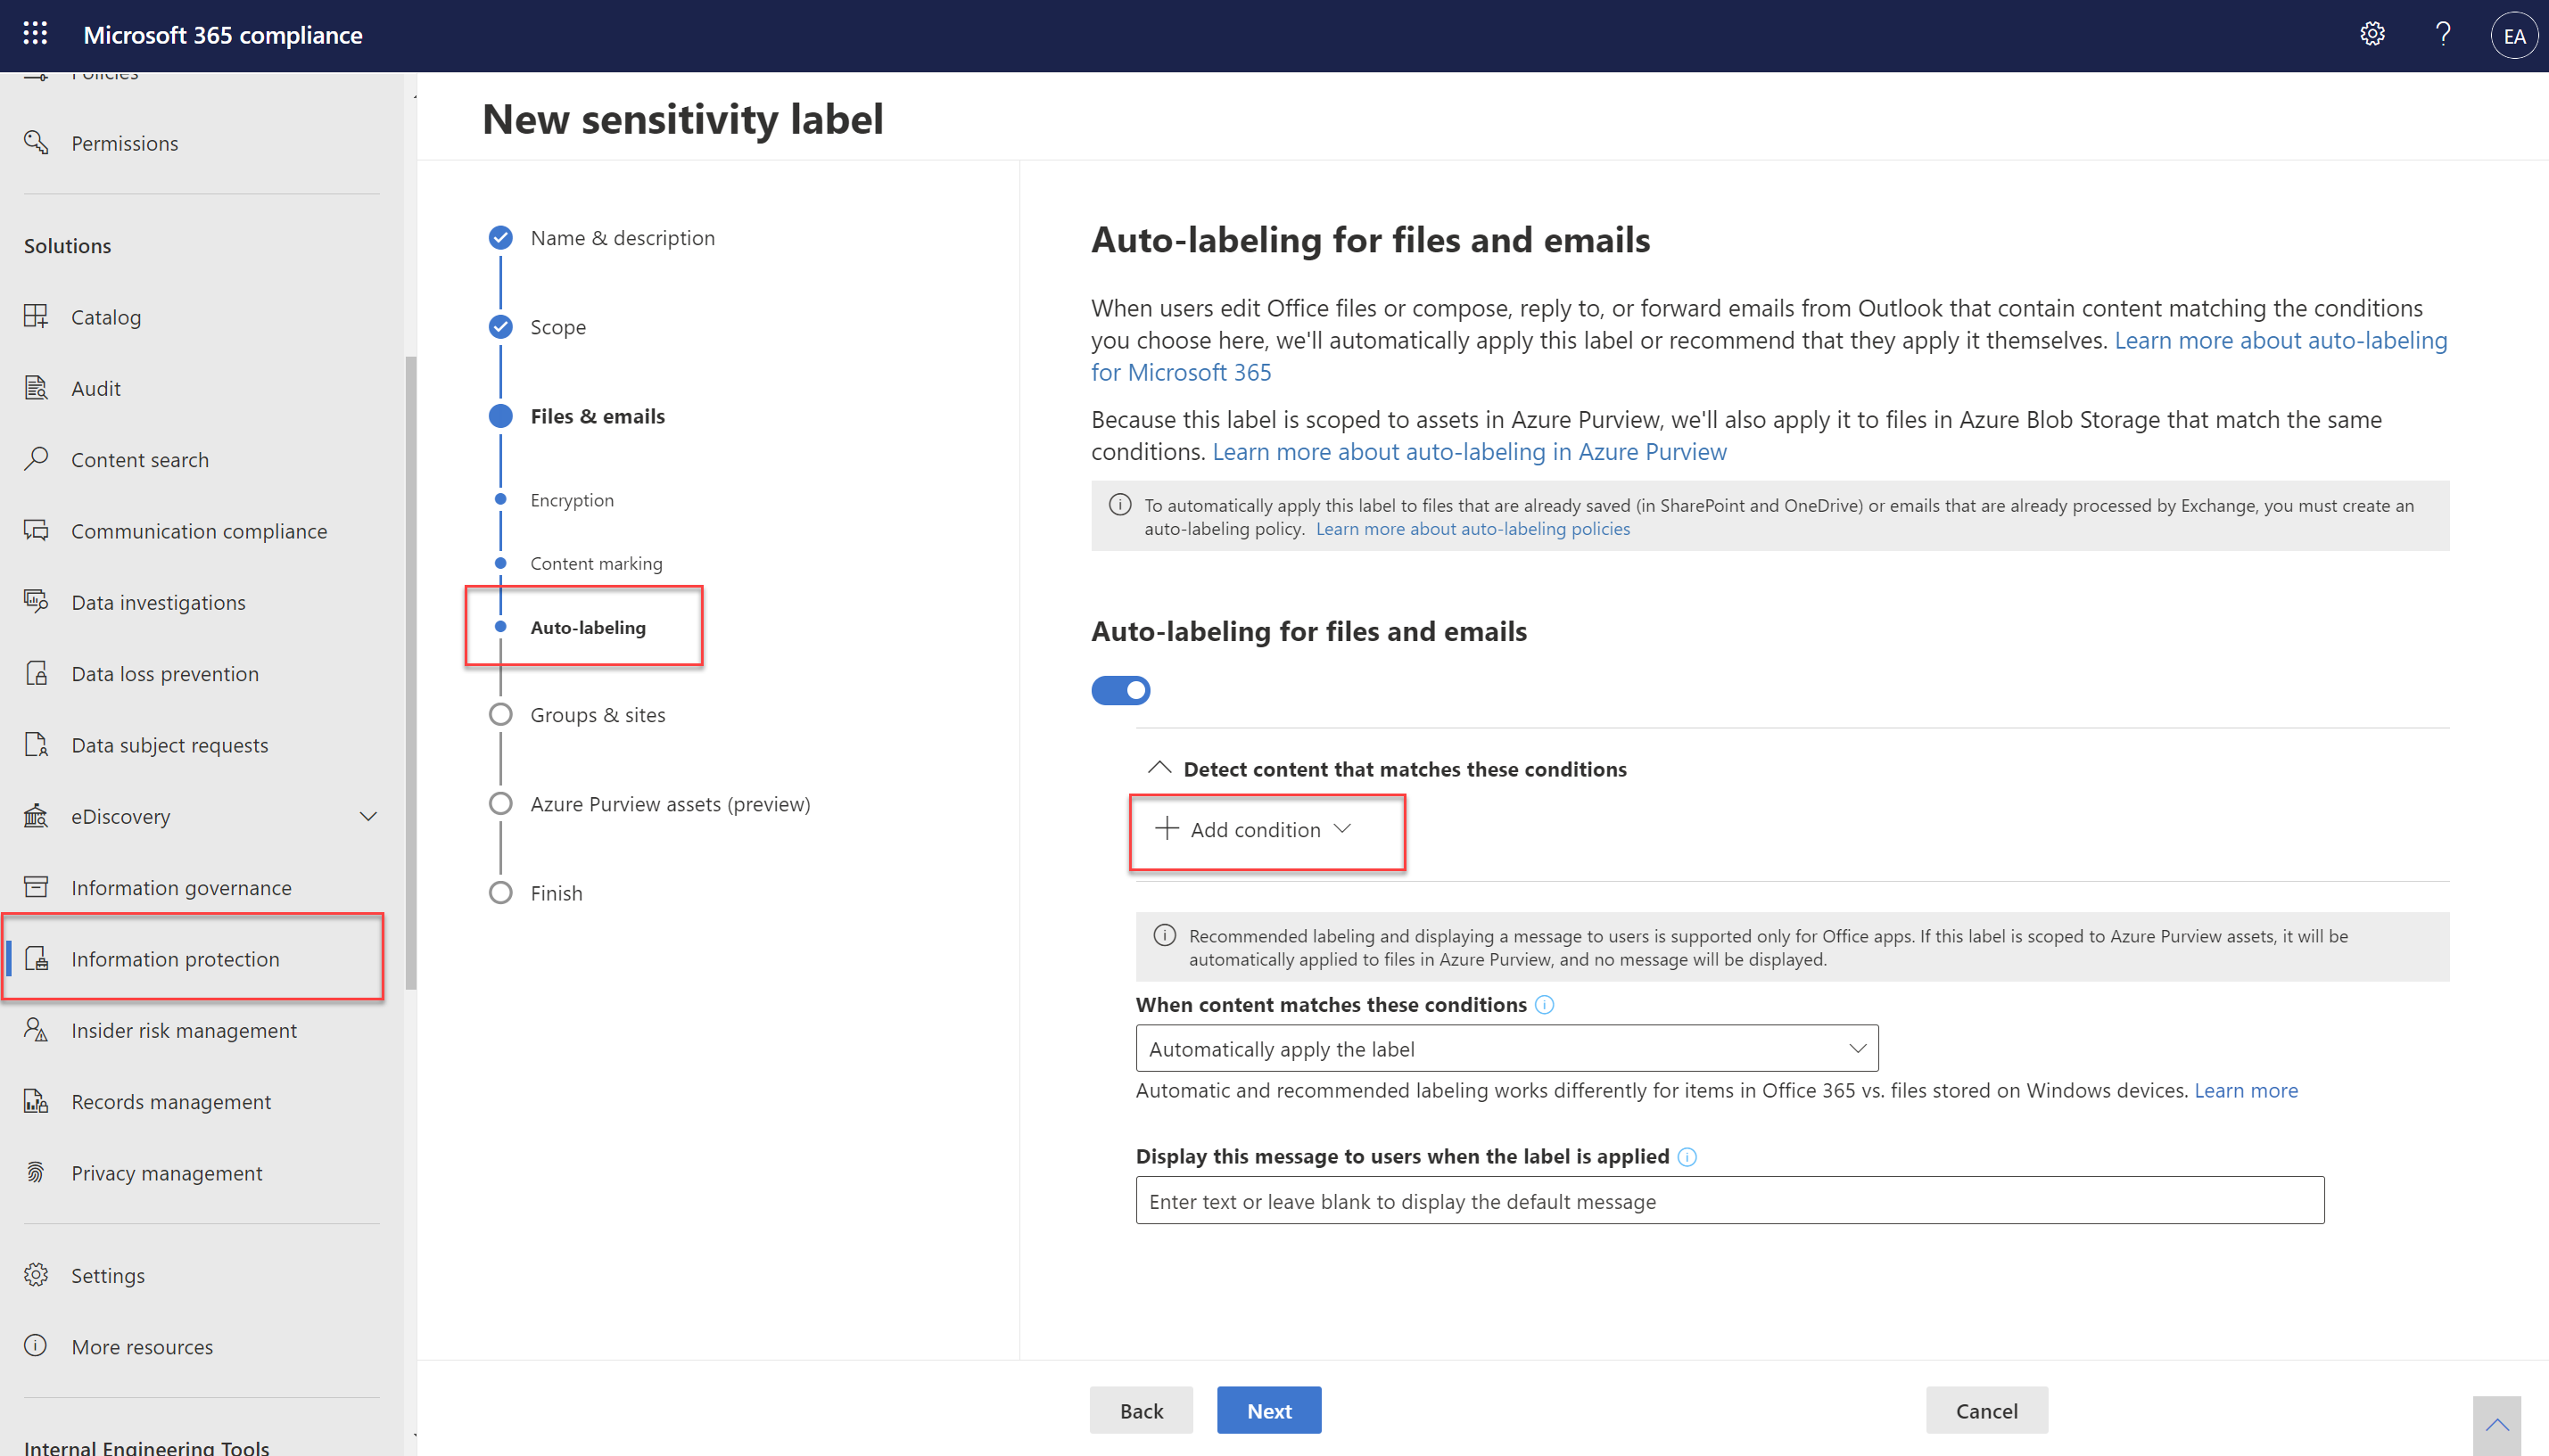 Microsoft 365 compliance
?
EA
Policies
Permissions
Solutions
Catalog
Audit
Content search
Communication compliance
Data investigations
Data loss prevention
Data subject requests
eDiscovery
Information governance
Information protection
Insider risk management
Records management
Privacy management
Settings
More resources
Internal Engineering Tools
New sensitivity label
Name & description
Scope
Files & emails
Encryption
Content marking
Auto-labeling
Groups & sites
Azure Purview assets (preview)
Finish
Auto-labeling for files and emails
When users edit Office files or compose, reply to, or forward emails from Outlook that contain content matching the conditions
you choose here, we'll automatically apply this label or recommend that they apply it themselves. Learn more about auto-labeling
for Microsoft 365
Because this label is scoped to assets in Azure Purview, we'll also apply it to files in Azure Blob Storage that match the same
conditions. Learn more about auto-labeling in Azure Purview
To automatically apply this label to files that are already saved (in SharePoint and OneDrive) or emails that are already processed by Exchange, you must create an
auto-labeling policy. Learn more about auto-labeling policies
Auto-labeling for files and emails
Detect content that matches these conditions
Add condition
Recommended labeling and displaying a message to users is supported only for Office apps. If this label is scoped to Azure Purview assets, it will be
automatically applied to files in Azure Purview, and no message will be displayed.
When content matches these conditions
Automatically apply the label
Automatic and recommended labeling works differently for items in Office 365 vs. files stored on Windows devices. Learn more
Display this message to users when the label is applied
Enter text or leave blank to display the default message
Back
Next
Cancel